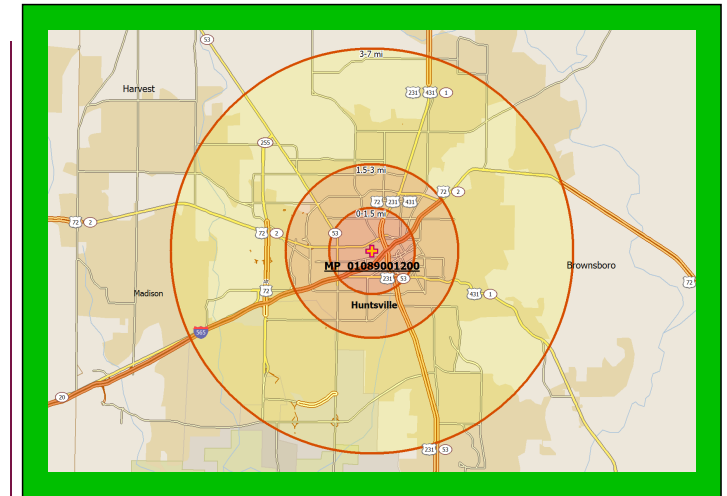 53
3-7 mi
Harvest
231 431 1
255
1.5-3 mi
72 2
72 231 431
0-1.5 mi
72 2
53
72 2
MP_01089001200
Brownsboro
231 53
72
72
Madison
431 1
Huntsville
565
20
231 53